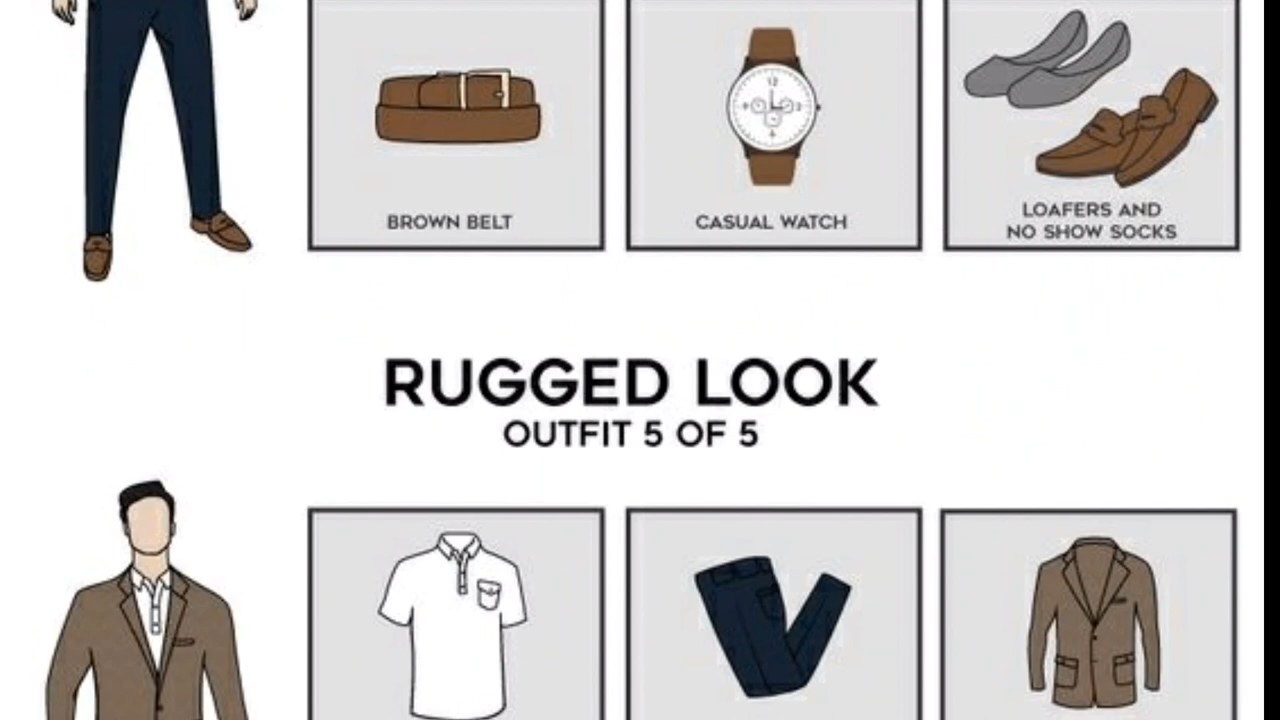 BROWN BELT
CASUAL WATCH
LOAFERS AND
NO SHOW SOCKS
RUGGED LOOK
OUTFIT 5 OF 5